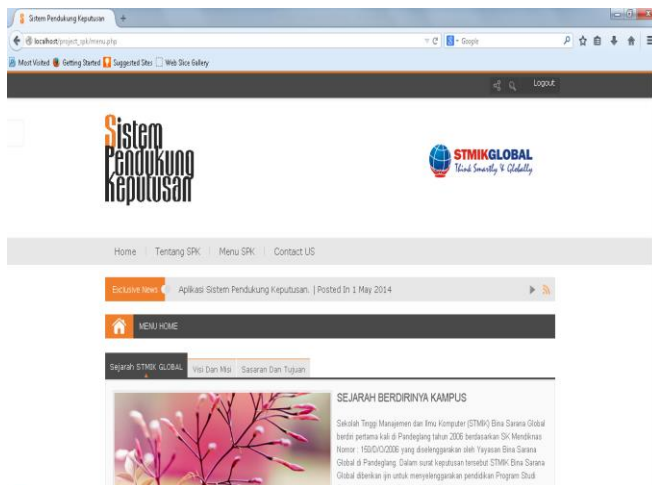 Sistem Pendukung Keputusan
localhost/project_spk/menu.php
Google
Most Visited Getting Started Suggested Sites Web Slice Gallery
Logout
Sistem
Pendukung
Keputusan
STMIKGLOBAL
Think Smartly & Globally
Home Tentang SPK Menu SPK Contact US
Esclusive News Aplikasi Sistem Pendukung Keputusan. | Posted In 1 May 2014
MENU HOME
Sejarah STMIK GLOBAL Visi Dan Misi Sasaran Dan Tujuan
SEJARAH BERDIRINYA KAMPUS
Sekolah Tinggi Manajemen dan Ilmu Komputer (STMIK) Bina Sarana Global
berdiri pertama kali di Pandeglang tahun 2006 berdasarkan SK Mendiknas
Nomor : 150/D/O/2006 yang diselenggarakan oleh Yayasan Bina Sarana
Global di Pandeglang. Dalam surat keputusan tersebut STMIK Bina Sarana
Global diberikan ijin untuk menyelenggarakan pendidikan Program Studi